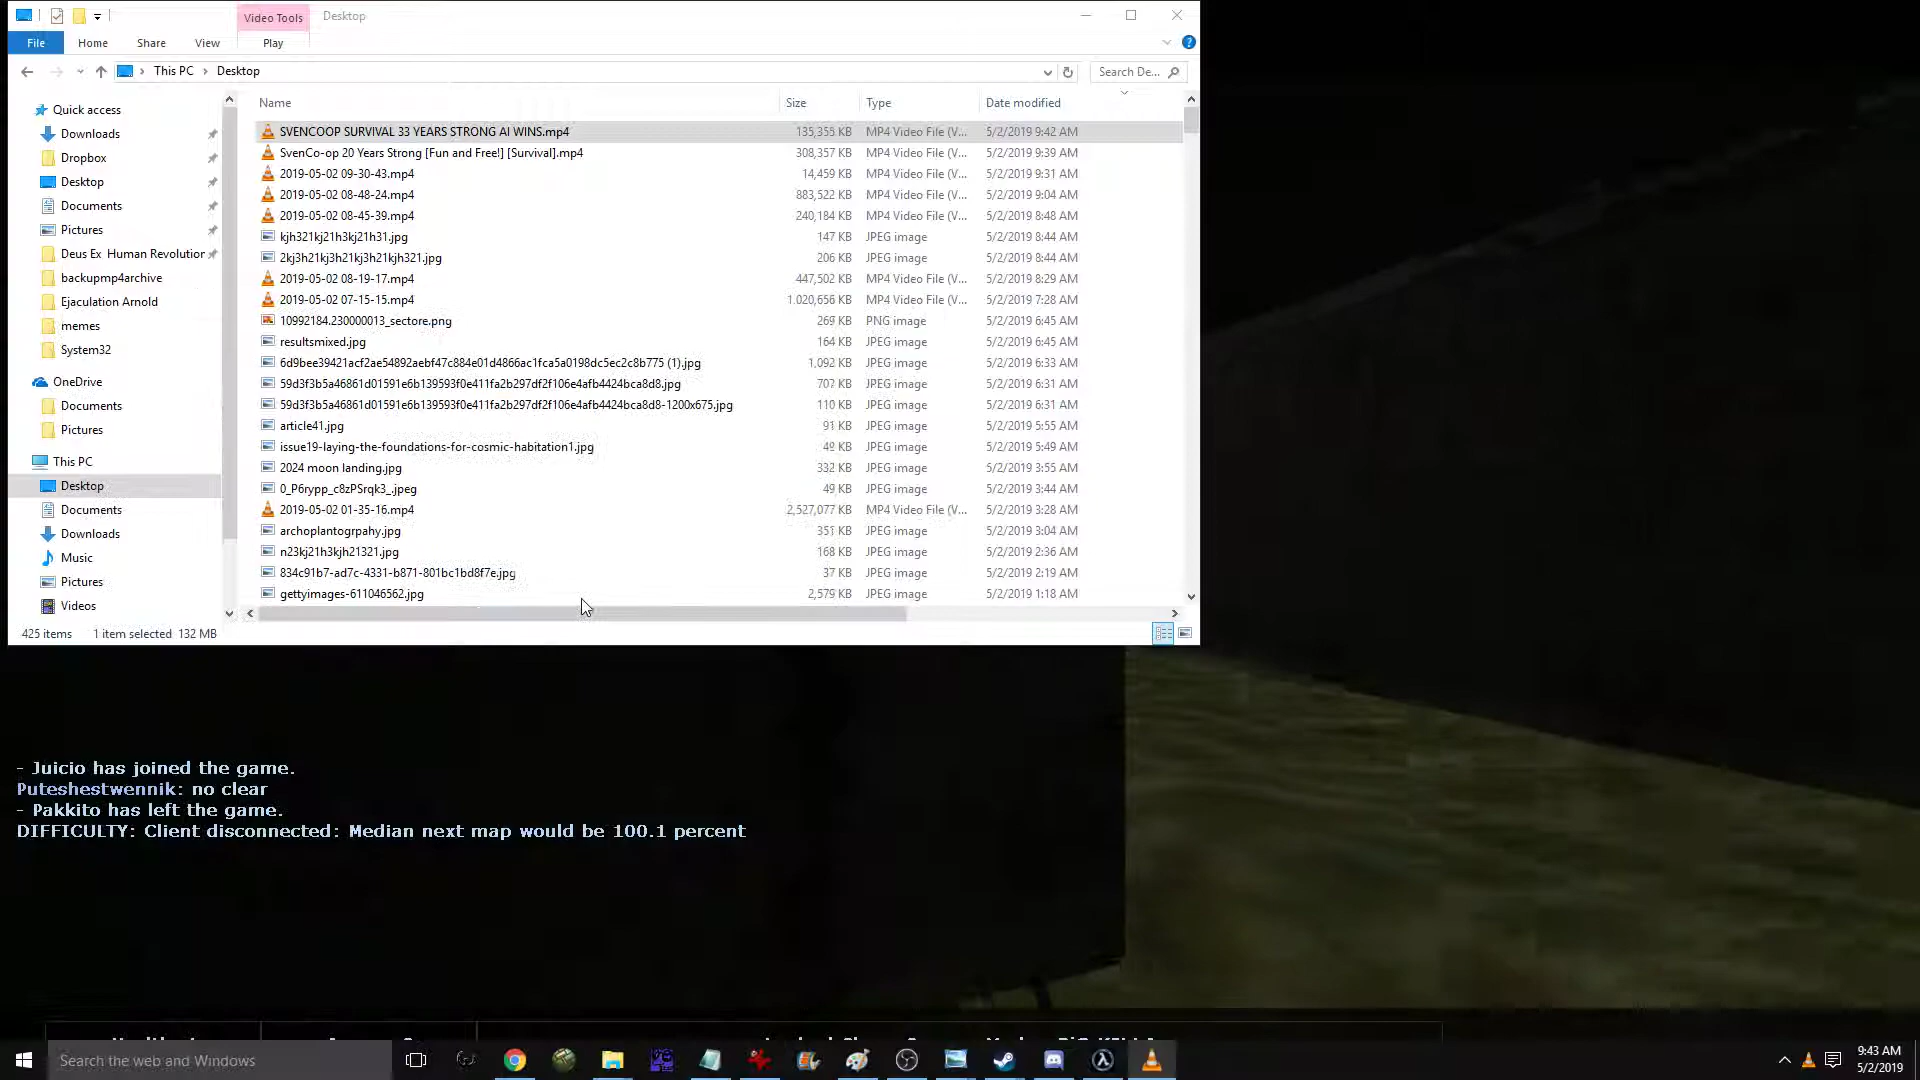 Video Tools Desktop
File Home Share View Play
This PC Desktop Search De...
Name Size Type Date modified
Quick access
Downloads
Dropbox
Desktop
Documents
Pictures
Deus Ex Human Revolution
backupmp4archive
Ejaculation Arnold
memes
System32
OneDrive
Documents
Pictures
This PC
Desktop
Documents
Downloads
Music
Pictures
Videos
SVENCOOP SURVIVAL 33 YEARS STRONG AI WINS.mp4 135,355 KB MP4 Video File (V... 5/2/2019 9:42 AM
SvenCo-op 20 Years Strong [Fun and Free!] [Survival].mp4 308,357 KB MP4 Video File (V... 5/2/2019 9:39 AM
2019-05-02 09-30-43.mp4 14,459 KB MP4 Video File (V... 5/2/2019 9:31 AM
2019-05-02 08-48-24.mp4 883,522 KB MP4 Video File (V... 5/2/2019 9:04 AM
2019-05-02 08-45-39.mp4 240,184 KB MP4 Video File (V... 5/2/2019 8:48 AM
kjh321kj21h3kj21h31.jpg 147 KB JPEG image 5/2/2019 8:44 AM
2kj3h21kj3h21kj3h21kjh321.jpg 206 KB JPEG image 5/2/2019 8:44 AM
2019-05-02 08-19-17.mp4 447,502 KB MP4 Video File (V... 5/2/2019 8:29 AM
2019-05-02 07-15-15.mp4 1,020,656 KB MP4 Video File (V... 5/2/2019 7:28 AM
10992184.230000013_sectore.png 269 KB PNG image 5/2/2019 6:45 AM
resultsmixed.jpg 164 KB JPEG image 5/2/2019 6:45 AM
6d9bee39421acf2ae54892aebf47c884e01d4866ac1fca5a0198dc5ec2c8b775 (1).jpg 1,092 KB JPEG image 5/2/2019 6:33 AM
59d3f3b5a46861d01591e6b139593f0e411fa2b297df2f106e4afb4424bca8d8.jpg 707 KB JPEG image 5/2/2019 6:31 AM
59d3f3b5a46861d01591e6b139593f0e411fa2b297df2f106e4afb4424bca8d8-1200x675.jpg 110 KB JPEG image 5/2/2019 6:31 AM
article41.jpg 91 KB JPEG image 5/2/2019 5:55 AM
issue19-laying-the-foundations-for-cosmic-habitation1.jpg 49 KB JPEG image 5/2/2019 5:49 AM
2024 moon landing.jpg 332 KB JPEG image 5/2/2019 3:55 AM
0_P6rypp_c8zPSrqk3_.jpeg 49 KB JPEG image 5/2/2019 3:44 AM
2019-05-02 01-35-16.mp4 2,527,077 KB MP4 Video File (V... 5/2/2019 3:28 AM
archoplantogrpahy.jpg 351 KB JPEG image 5/2/2019 3:04 AM
n23kj21h3kjh21321.jpg 168 KB JPEG image 5/2/2019 2:36 AM
834c91b7-ad7c-4331-b871-801bc1bd8f7e.jpg 37 KB JPEG image 5/2/2019 2:19 AM
gettyimages-611046562.jpg 2,579 KB JPEG image 5/2/2019 1:18 AM
425 items 1 item selected 132 MB
- Juicio has joined the game.
Puteshestwennik: no clear
- Pakkito has left the game.
DIFFICULTY: Client disconnected: Median next map would be 100.1 percent
Search the web and Windows
9:43 AM
5/2/2019